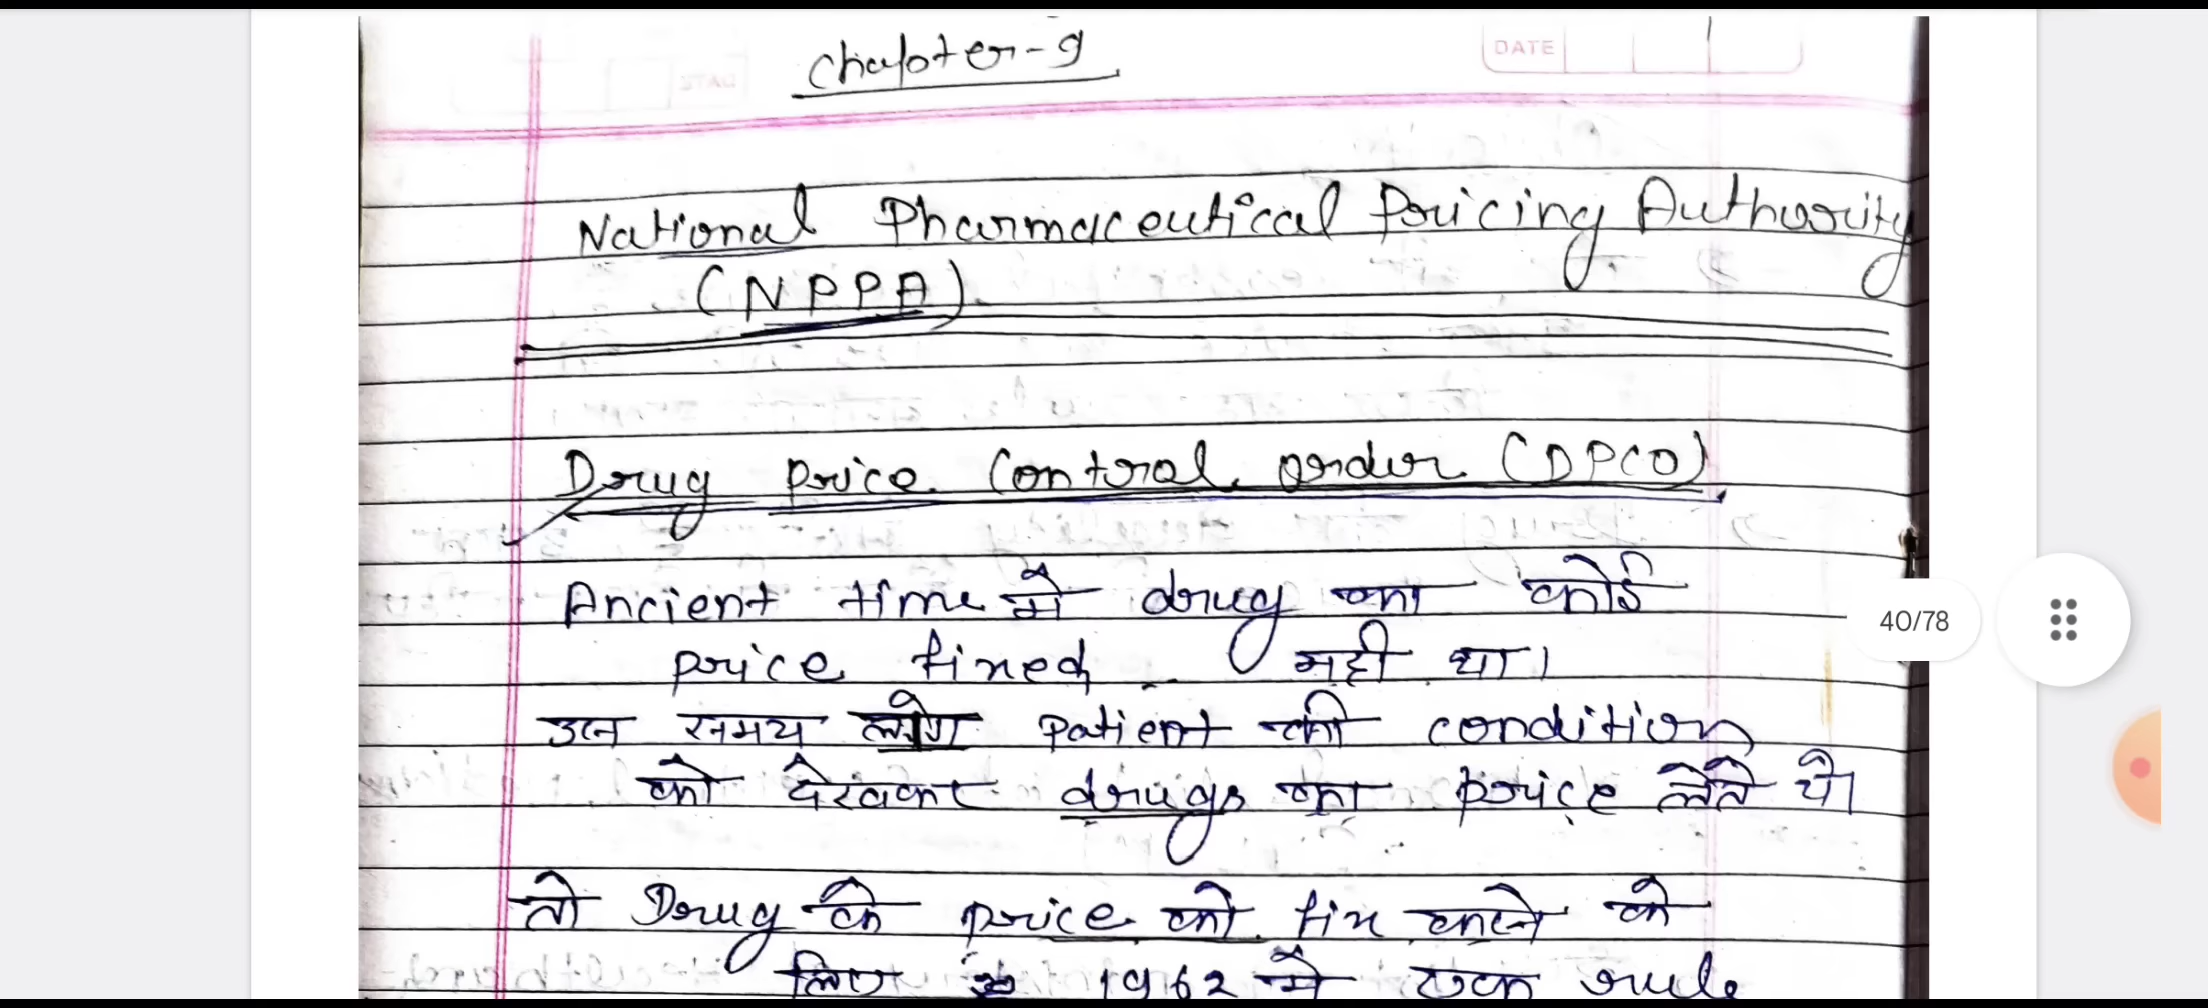 Chapter-9
DATE
National Pharmaceutical Pricing Authority
(NPPA)
Drug Price Control order (DPCO)
Ancient time में drug का कोई
price fixed नही था।
उस समय लोग Patient की condition
को देखकर drugs का price लेते थे।
40/78
तो Drug के price को fix करने के
लिए 1962 में एक rule